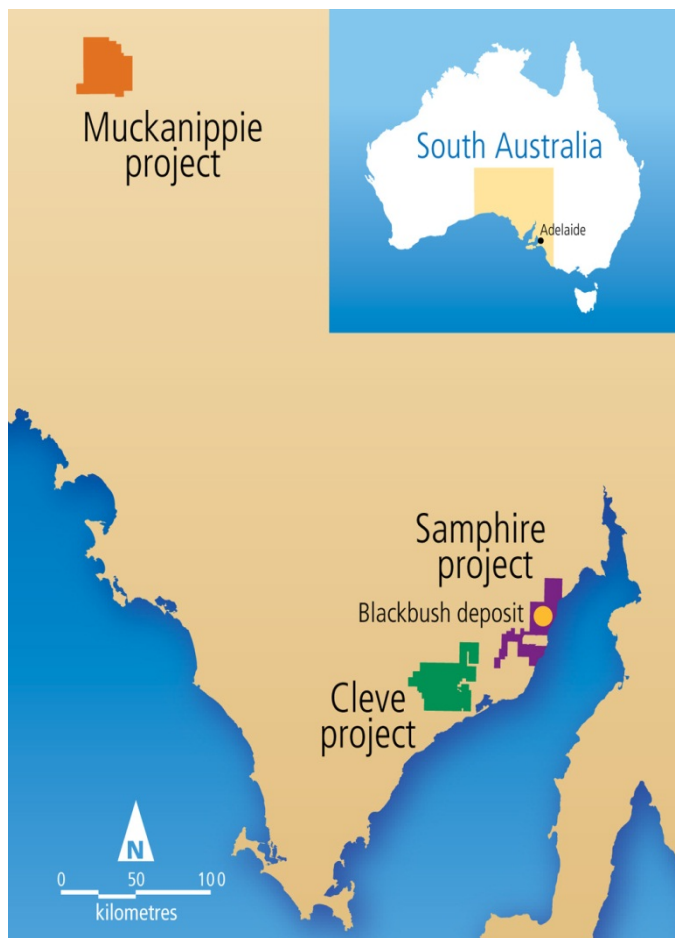 Muckanippie
project
South Australia
Adelaide
Samphire
project
Blackbush deposit
Cleve
project
N
0 50 100
kilometres